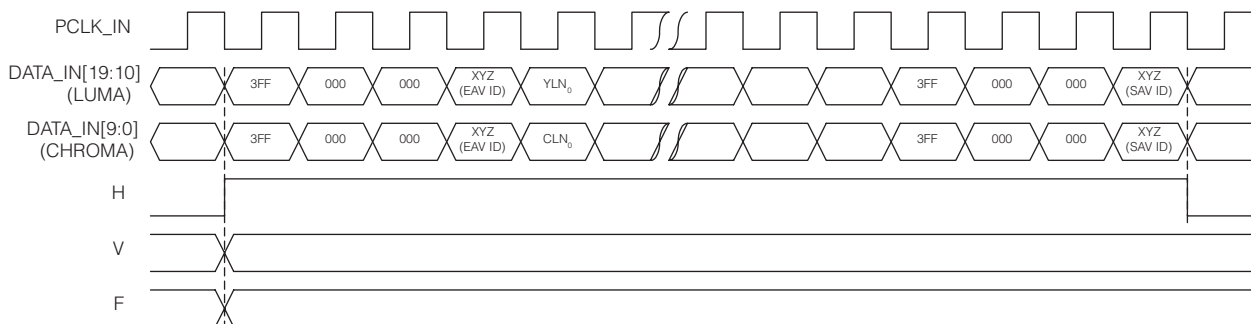 PCLK_IN
DATA_IN[19:10]
(LUMA)
3FF 000 000 XYZ (EAV ID) YLN₀ 3FF 000 000 XYZ (SAV ID)
DATA_IN[9:0]
(CHROMA)
3FF 000 000 XYZ (EAV ID) CLN₀ 3FF 000 000 XYZ (SAV ID)
H
V
F